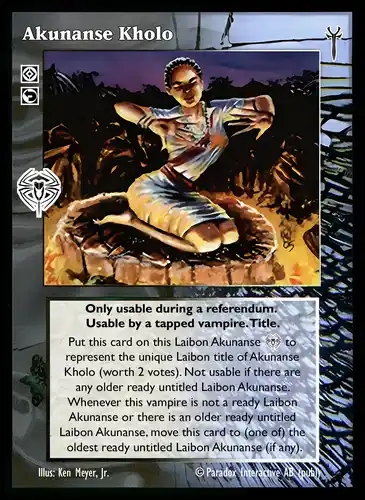 Akunanse Kholo
Only usable during a referendum.
Usable by a tapped vampire. Title.
Put this card on this Laibon Akunanse to
represent the unique Laibon title of Akunanse
Kholo (worth 2 votes). Not usable if there are
any older ready untitled Laibon Akunanse.
Whenever this vampire is not a ready Laibon
Akunanse or there is an older ready untitled
Laibon Akunanse, move this card to (one of) the
oldest ready untitled Laibon Akunanse (if any).
Illus: Ken Meyer, Jr.
© Paradox Interactive AB (publ)